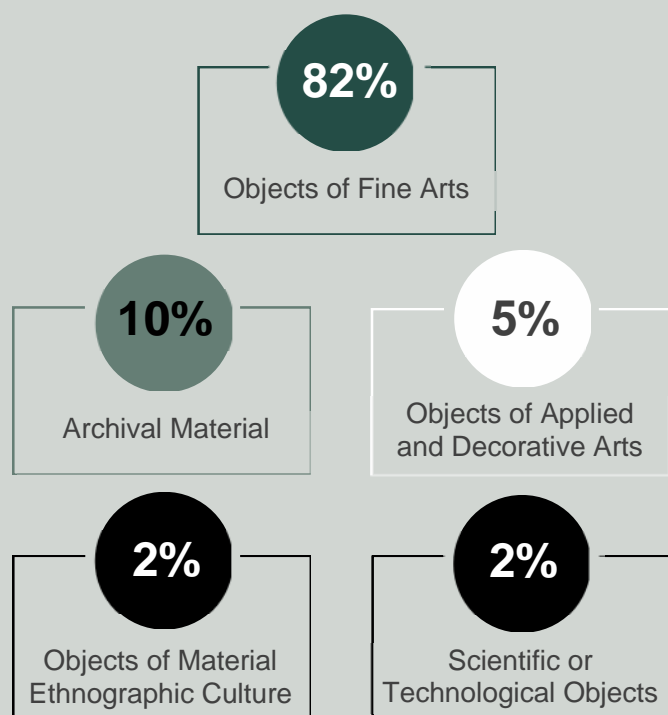 82%
Objects of Fine Arts
10%
Archival Material
5%
Objects of Applied
and Decorative Arts
2%
Objects of Material
Ethnographic Culture
2%
Scientific or
Technological Objects